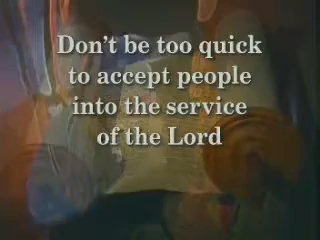 Don't be too quick
to accept people
into the service
of the Lord